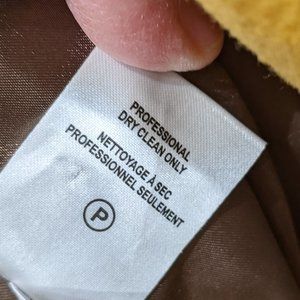 PROFESSIONAL
DRY CLEAN ONLY
NETTOYAGE À SEC
PROFESSIONNEL SEULEMENT
P